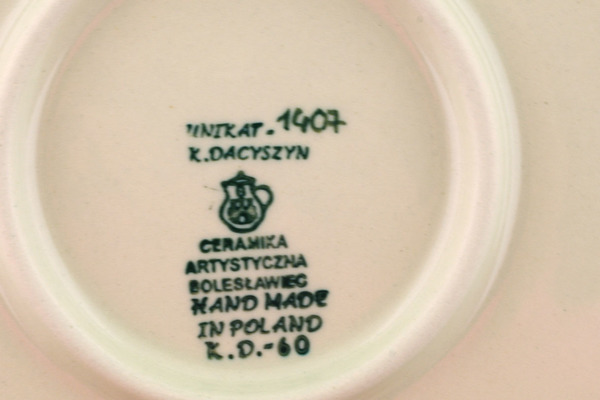 UNIKAT - 1407
K.DACYSZYN
CERAMIKA
ARTYSTYCZNA
BOLESŁAWIEC
HAND MADE
IN POLAND
K.D.-60